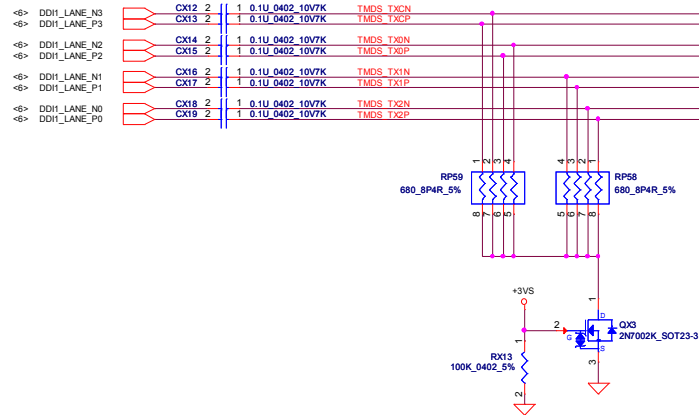 <6> DDI1_LANE_N3 CX12 2 1 0.1U_0402_10V7K TMDS_TXCN
<6> DDI1_LANE_P3 CX13 2 1 0.1U_0402_10V7K TMDS_TXCP
<6> DDI1_LANE_N2 CX14 2 1 0.1U_0402_10V7K TMDS_TX0N
<6> DDI1_LANE_P2 CX15 2 1 0.1U_0402_10V7K TMDS_TX0P
<6> DDI1_LANE_N1 CX16 2 1 0.1U_0402_10V7K TMDS_TX1N
<6> DDI1_LANE_P1 CX17 2 1 0.1U_0402_10V7K TMDS_TX1P
<6> DDI1_LANE_N0 CX18 2 1 0.1U_0402_10V7K TMDS_TX2N
<6> DDI1_LANE_P0 CX19 2 1 0.1U_0402_10V7K TMDS_TX2P
1 2 3 4 4 3 2 1
RP59 RP58
680_8P4R_5% 680_8P4R_5%
8 7 6 5 5 6 7 8
+3VS
1
D
QX3
2 G
2N7002K_SOT23-3
S
1
RX13 3
100K_0402_5%
2